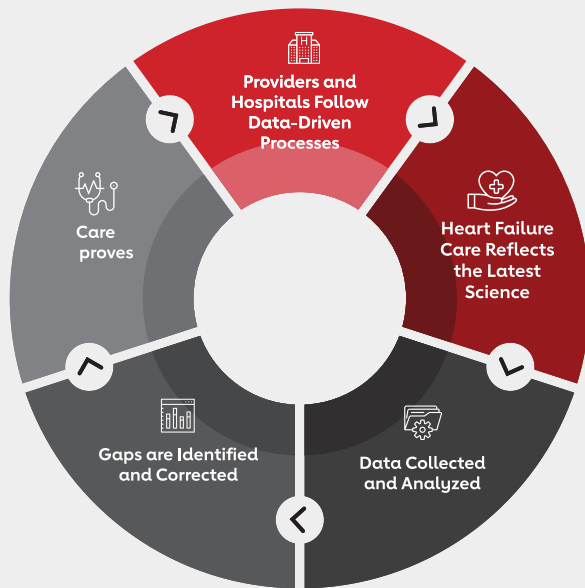 Providers and
Hospitals Follow
Data-Driven
Processes
Heart Failure
Care Reflects
the Latest
Science
Data Collected
and Analyzed
Gaps are Identified
and Corrected
Care
proves